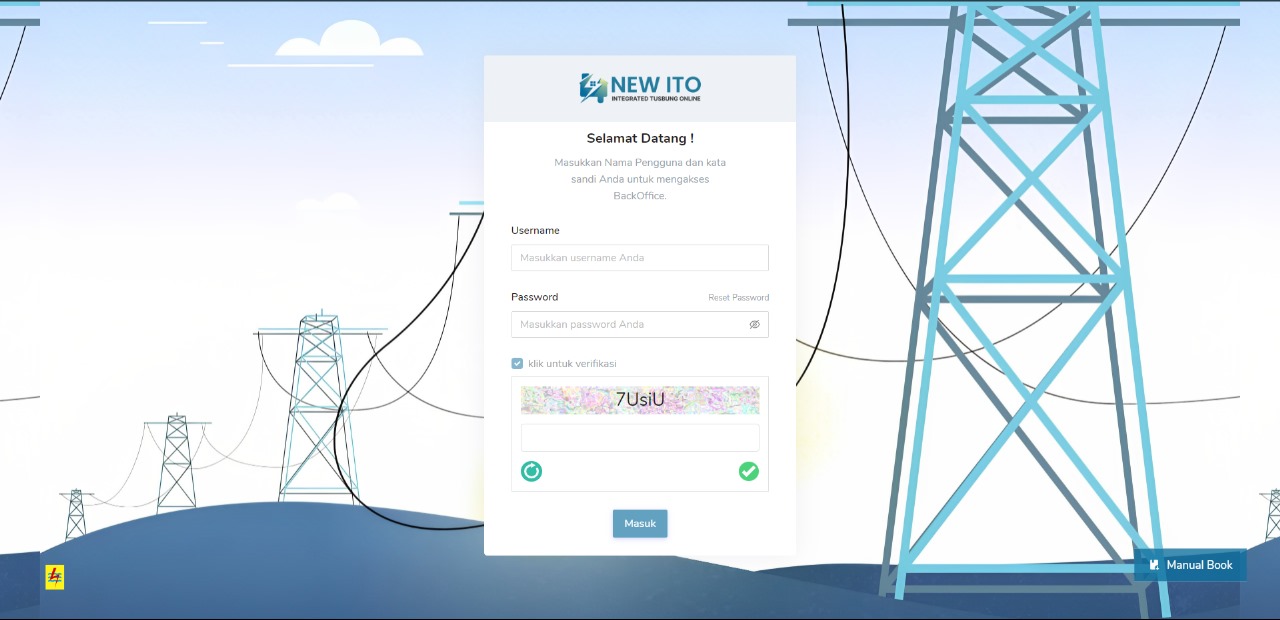 NEW ITO
INTEGRATED TUSBUNG ONLINE
Selamat Datang !
Masukkan Nama Pengguna dan kata
sandi Anda untuk mengakses
BackOffice.
Username
Masukkan username Anda
Password
Reset Password
Masukkan password Anda
klik untuk verifikasi
7UsiU
Masuk
Manual Book